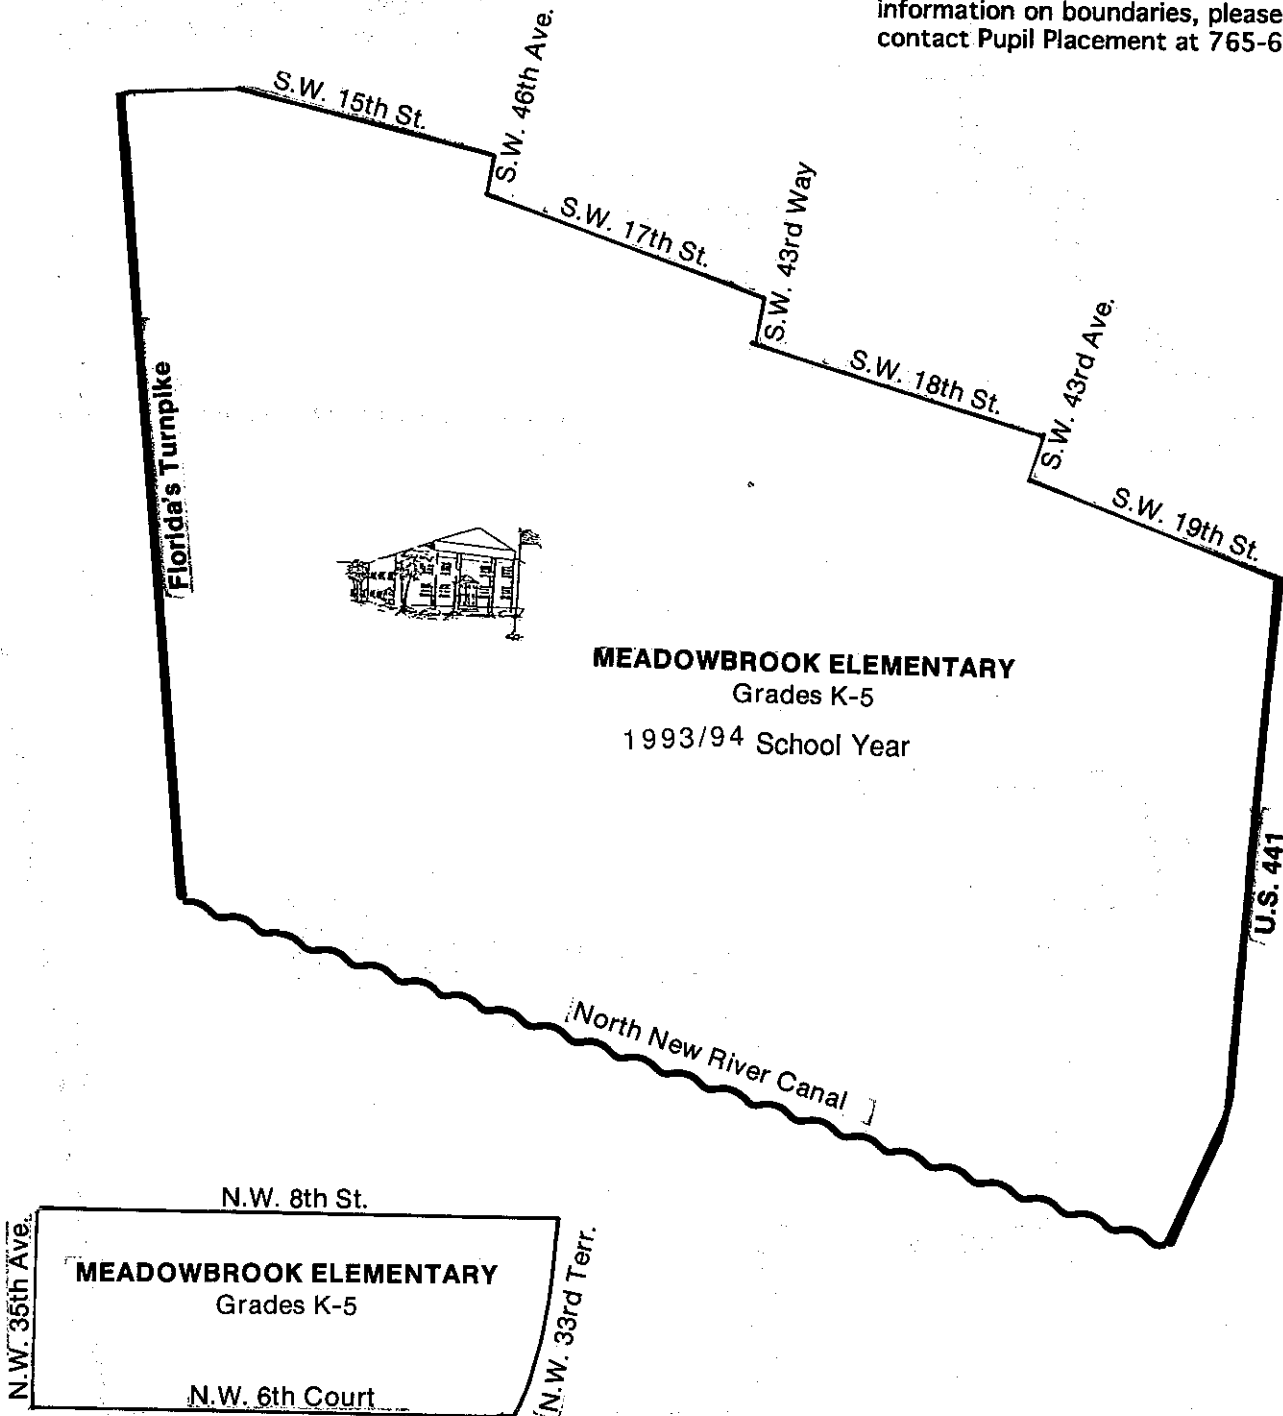 information on boundaries, please
contact Pupil Placement at 765-6
S.W. 15th St.
S.W. 46th Ave.
S.W. 17th St.
S.W. 43rd Way
S.W. 18th St.
S.W. 43rd Ave.
S.W. 19th St.
Florida's Turnpike
MEADOWBROOK ELEMENTARY
Grades K-5
1993/94 School Year
U.S. 441
North New River Canal
N.W. 8th St.
N.W. 35th Ave.
MEADOWBROOK ELEMENTARY
Grades K-5
N.W. 33rd Terr.
N.W. 6th Court